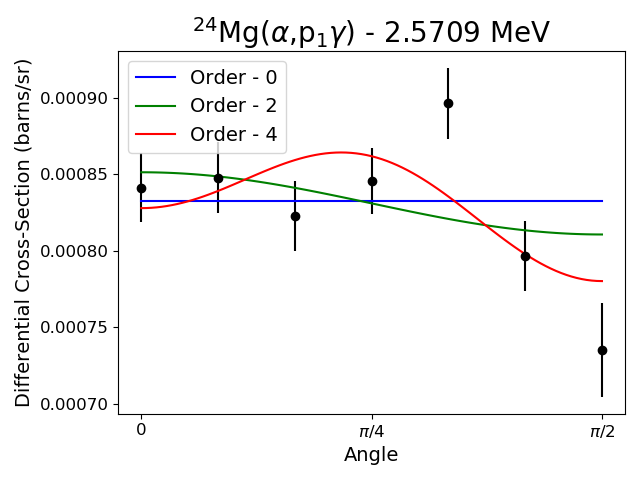 ²⁴Mg(α,p₁γ) - 2.5709 MeV
Order - 0
Order - 2
Order - 4
Differential Cross-Section (barns/sr)
0.00090
0.00085
0.00080
0.00075
0.00070
0
π/4
π/2
Angle